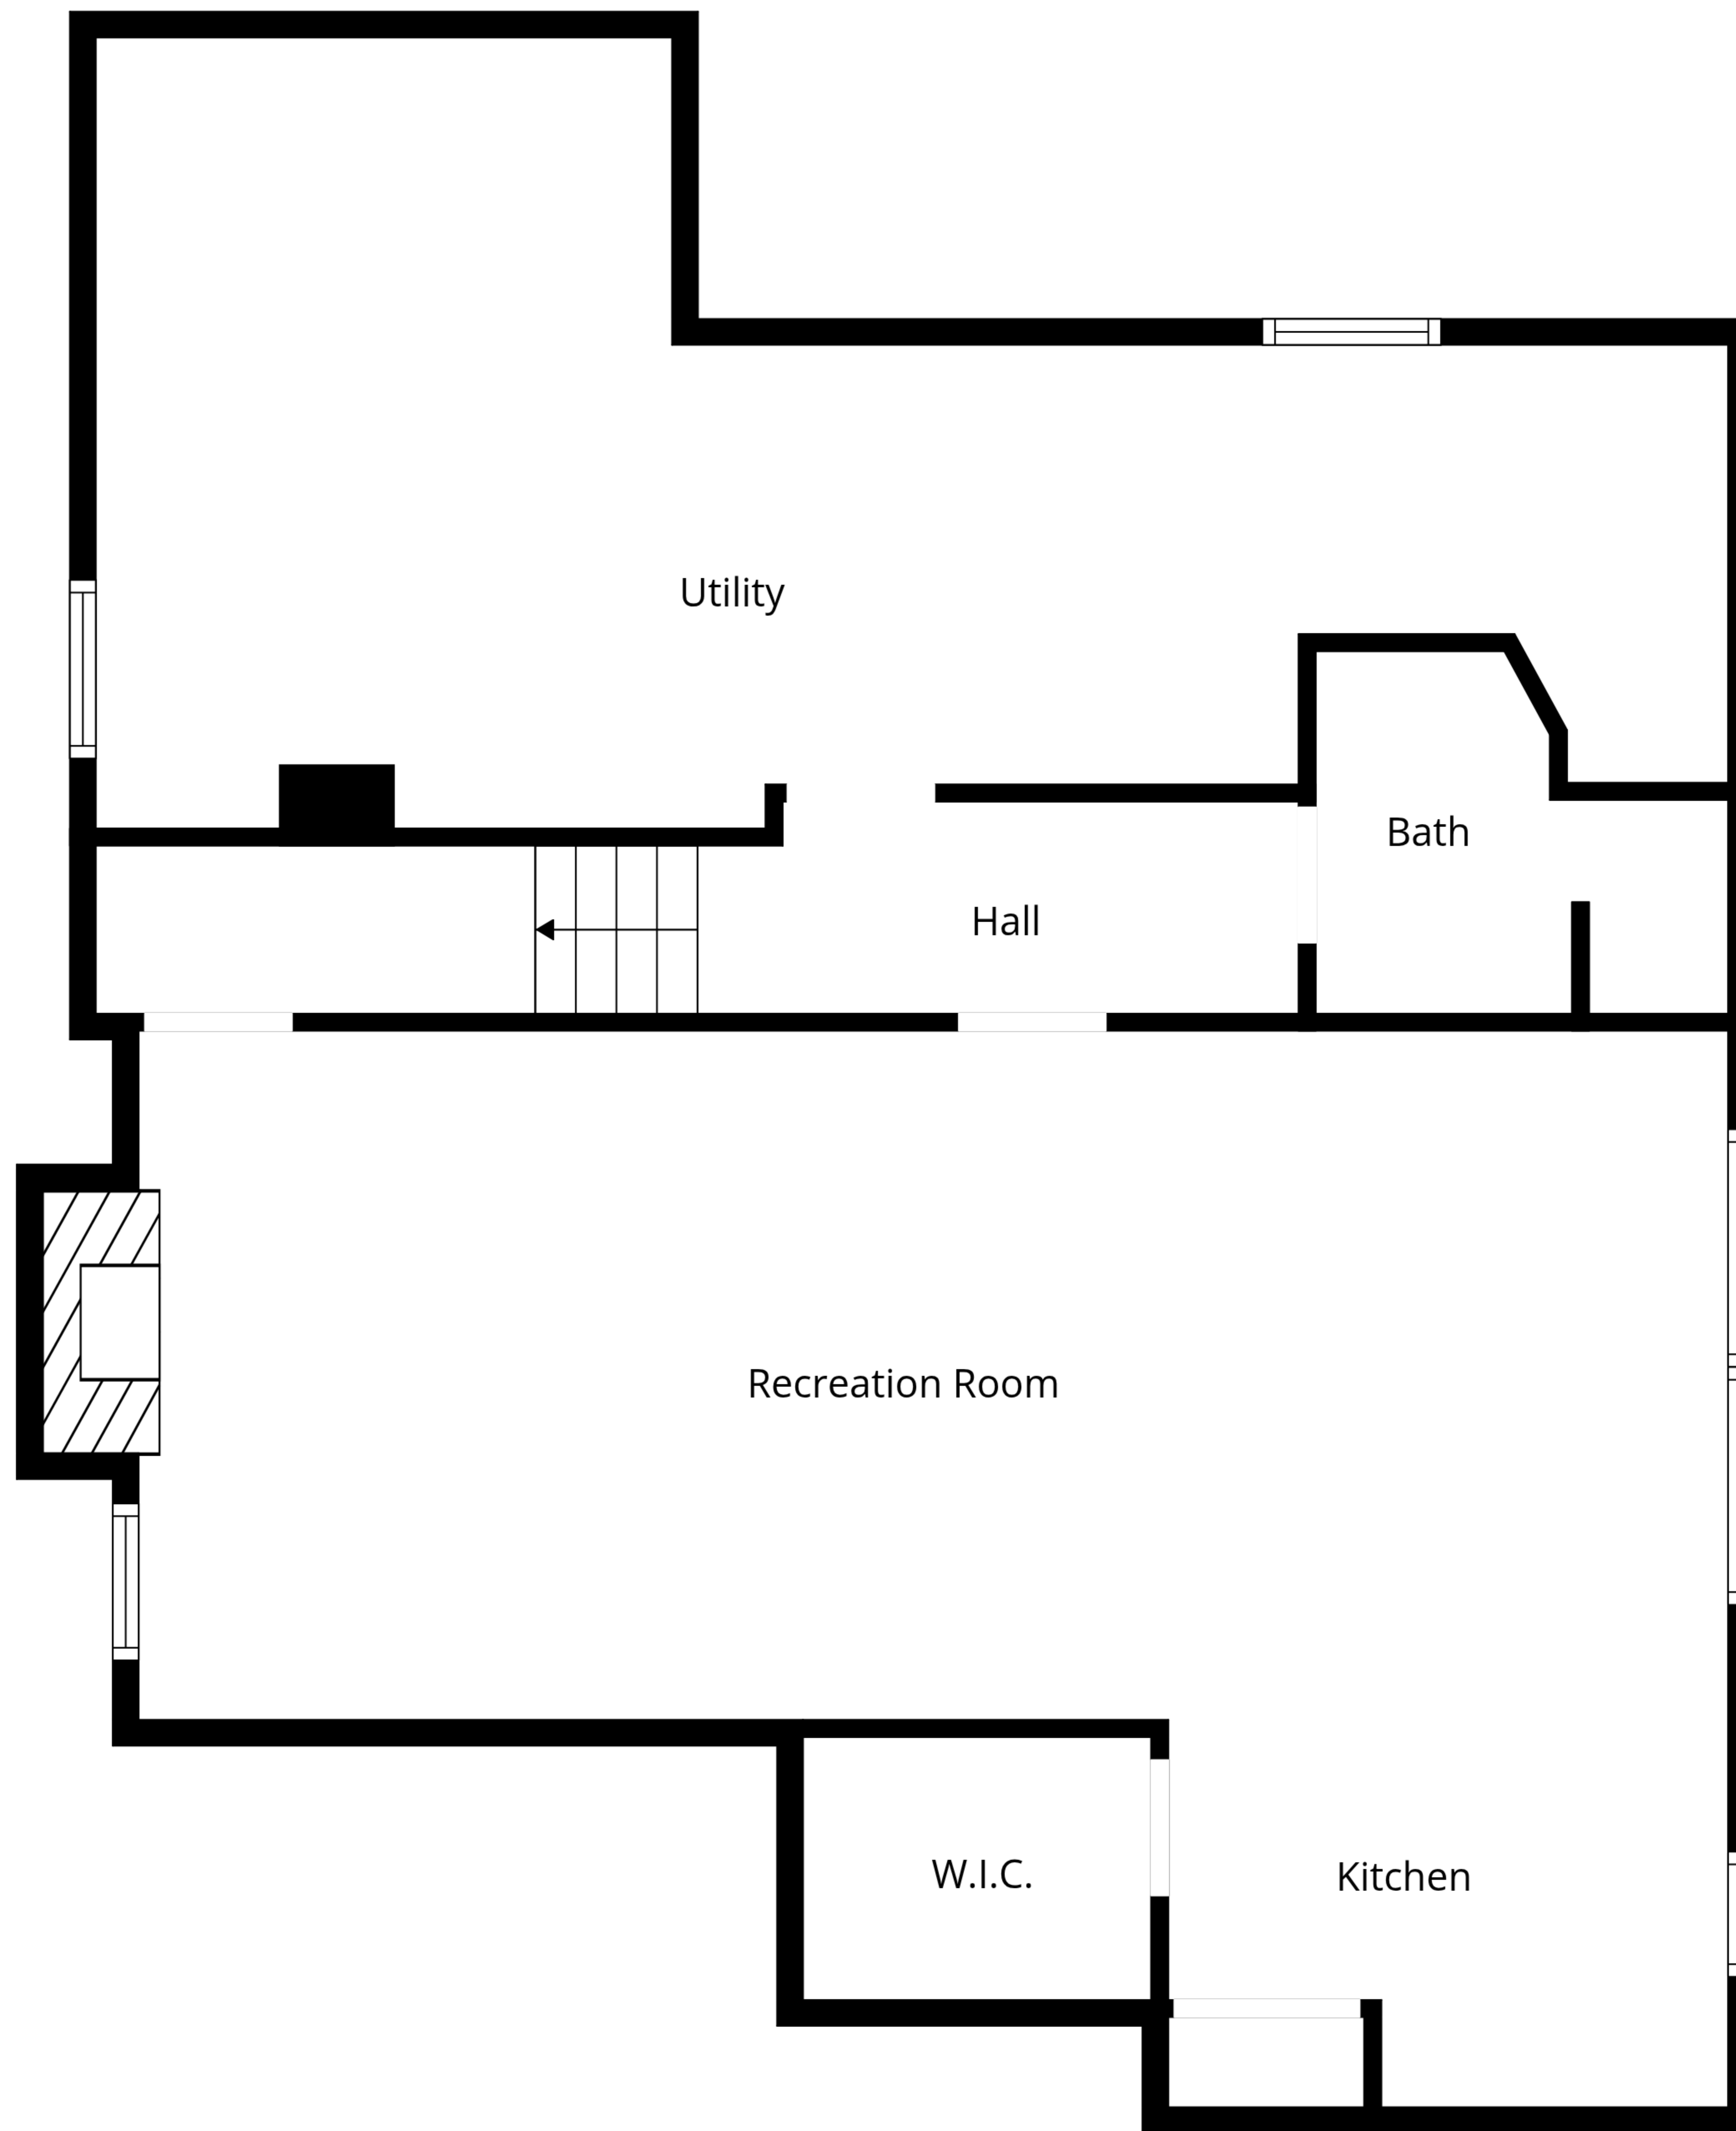 Utility
Bath
Hall
Recreation Room
W.I.C.
Kitchen